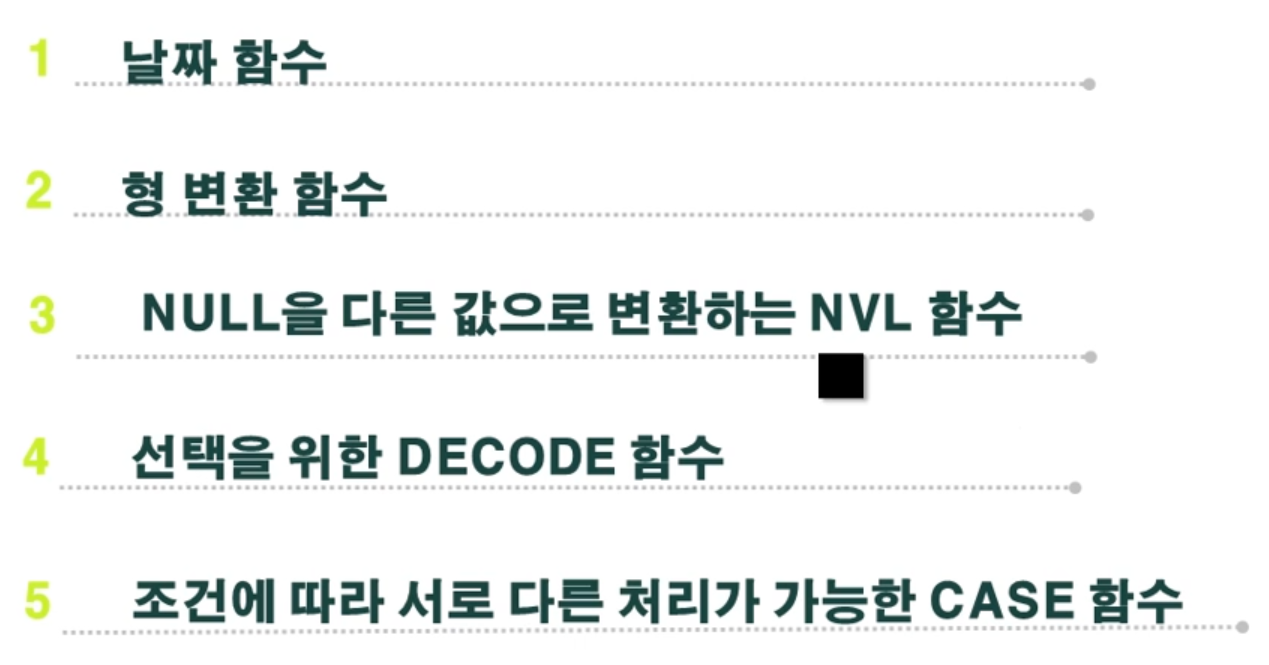 1 날짜 함수
2 형 변환 함수
3 NULL을 다른 값으로 변환하는 NVL 함수
4 선택을 위한 DECODE 함수
5 조건에 따라 서로 다른 처리가 가능한 CASE 함수